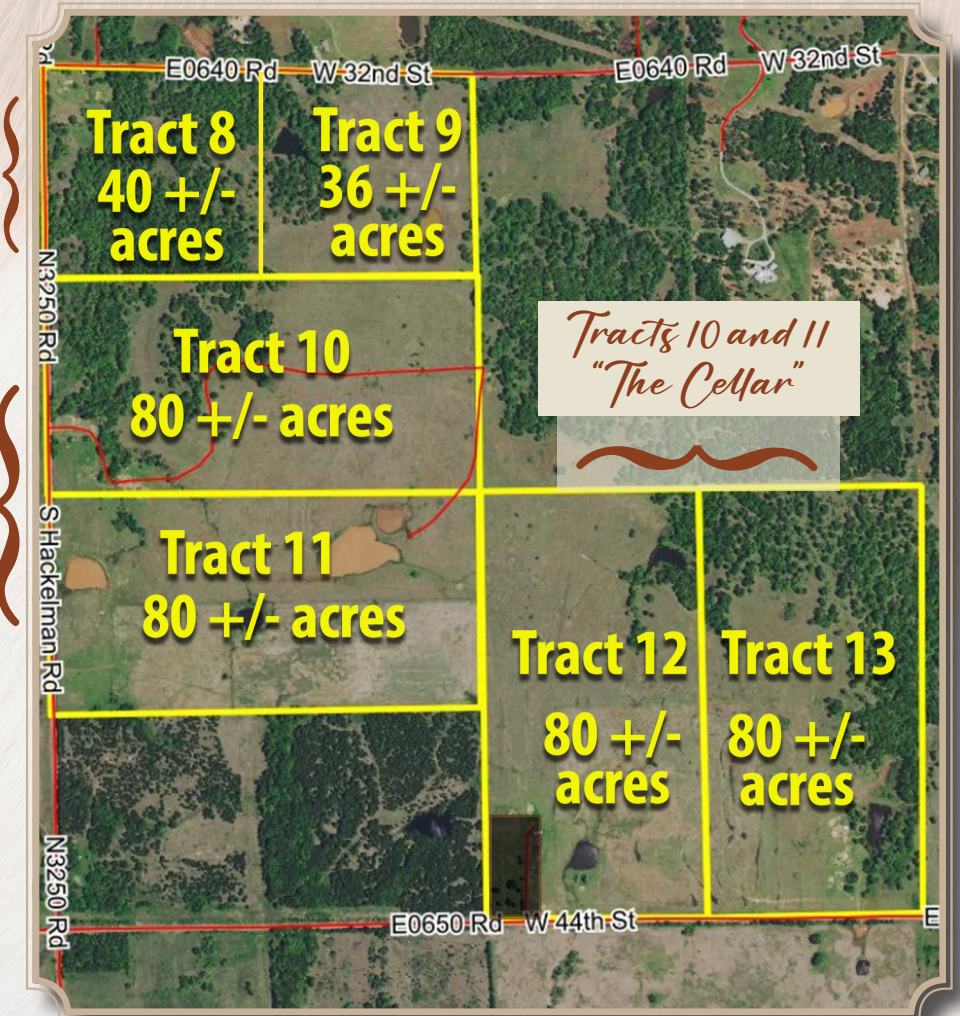 Rd
E0640 Rd W 32nd St
E0640 Rd W 32nd St
Tract 8
40 +/-
acres
Tract 9
36 +/-
acres
N3250 Rd
Tract 10
80 +/- acres
Tracts 10 and 11
“The Cellar”
S Hackelman Rd
Tract 11
80 +/- acres
Tract 12
80 +/-
acres
Tract 13
80 +/-
acres
N3250 Rd
E0650 Rd W 44th St
E